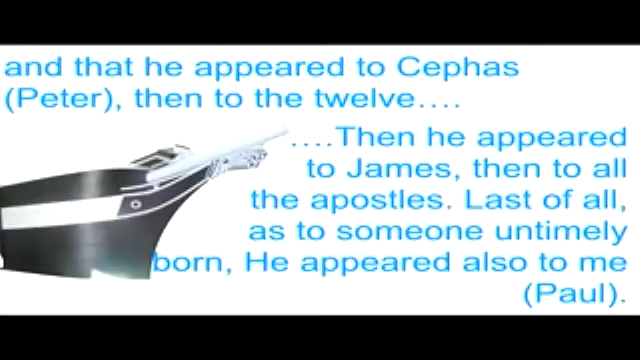 and that he appeared to Cephas
(Peter), then to the twelve....
....Then he appeared
to James, then to all
the apostles. Last of all,
as to someone untimely
born, He appeared also to me
(Paul).